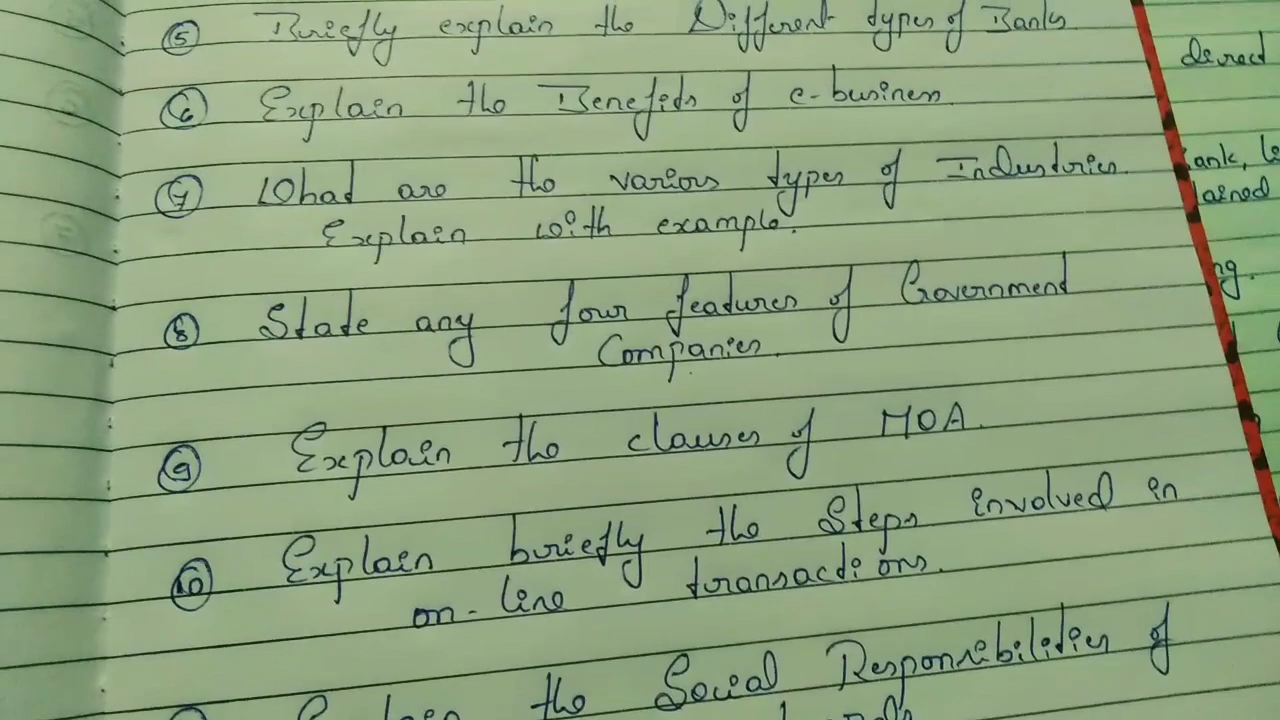 ⑤ Briefly explain the Different types of Banks
⑥ Explain the Benefits of e-business
⑦ What are the various types of Industries.
Explain with example.
⑧ State any four features of Government
Companies.
⑨ Explain the clauses of MOA.
⑩ Explain briefly the Steps involved in
on-line transactions.
the Social Responsibilities of